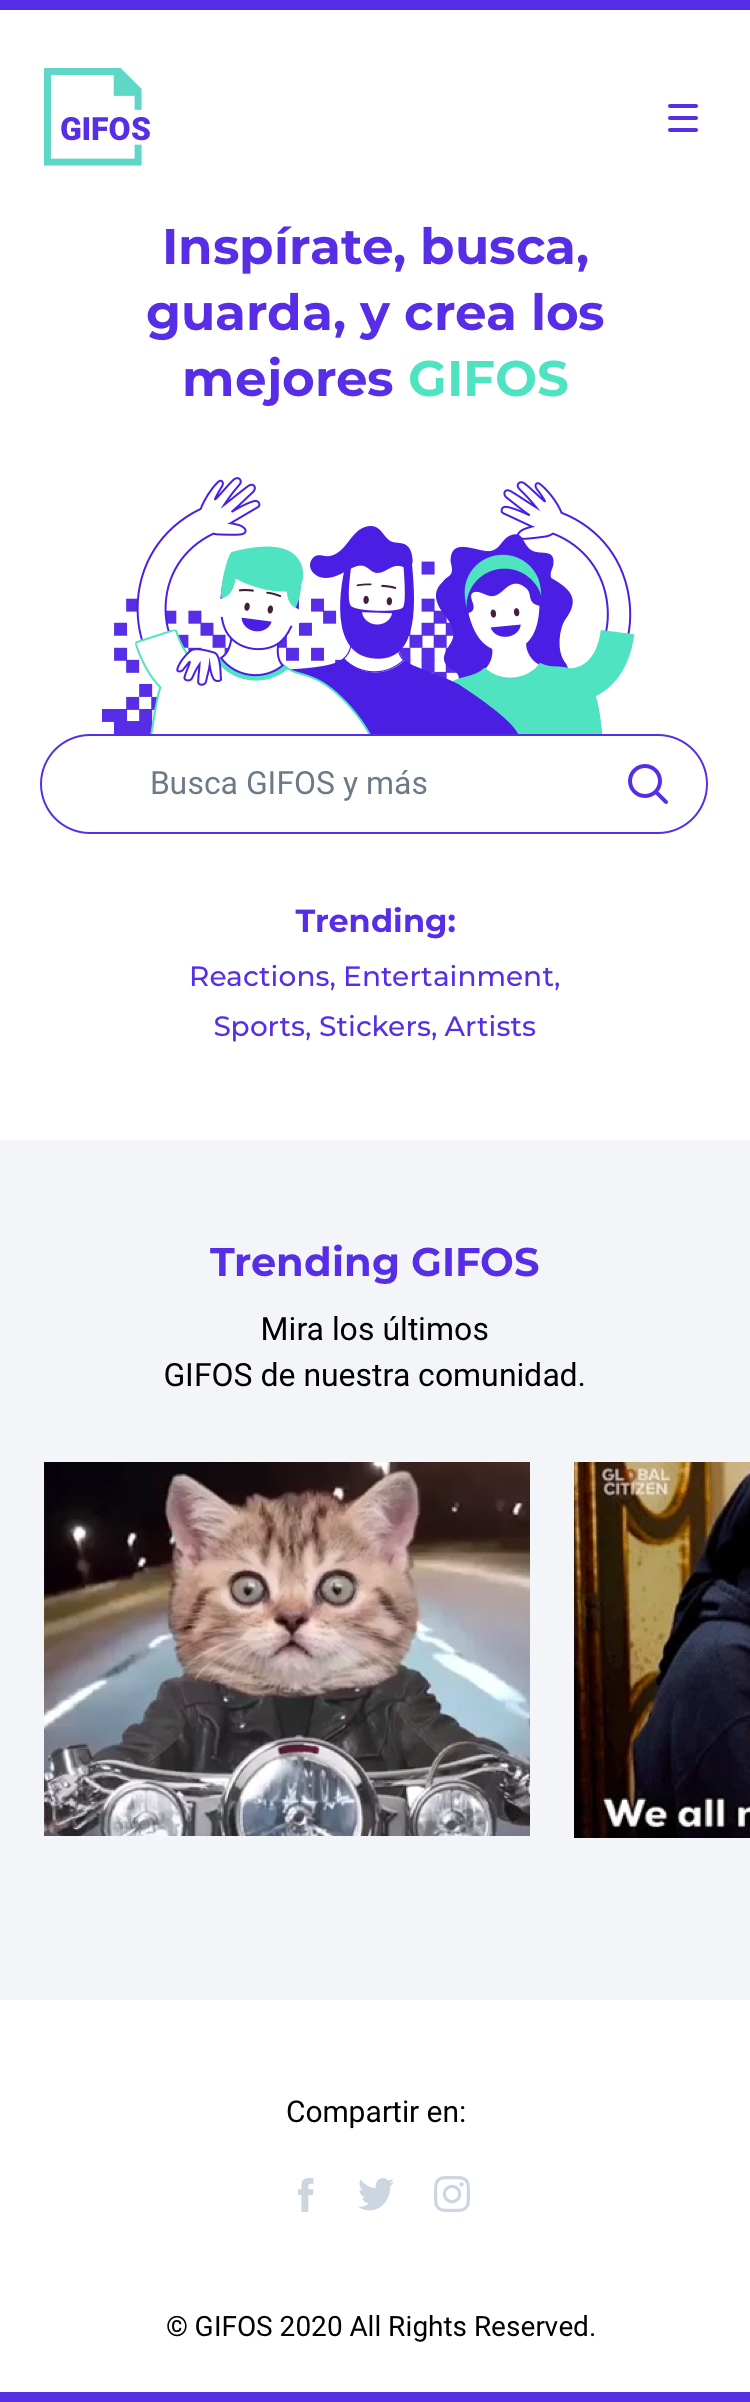 GIFOS
Inspírate, busca,
guarda, y crea los
mejores GIFOS
Busca GIFOS y más
Trending:
Reactions, Entertainment,
Sports, Stickers, Artists
Trending GIFOS
Mira los últimos
GIFOS de nuestra comunidad.
GLOBAL
CITIZEN
We all
Compartir en:
© GIFOS 2020 All Rights Reserved.